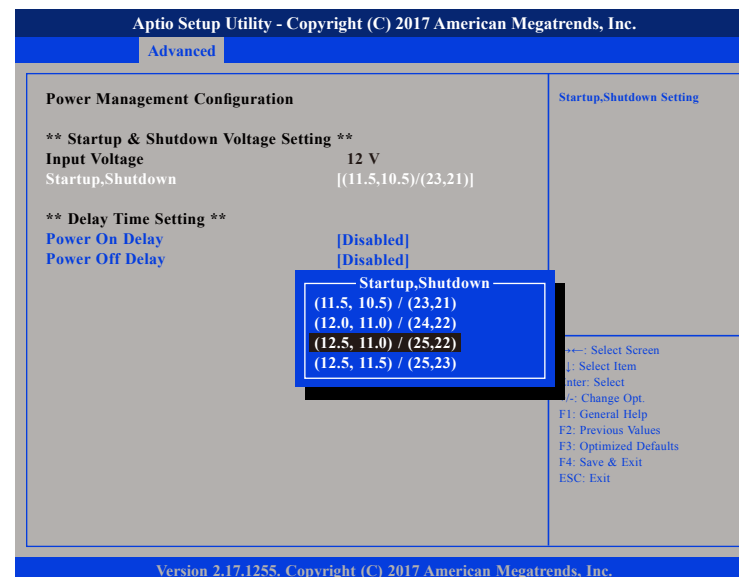 Aptio Setup Utility - Copyright (C) 2017 American Megatrends, Inc.
Advanced
Power Management Configuration
** Startup & Shutdown Voltage Setting **
Input Voltage 12 V
Startup,Shutdown [(11.5,10.5)/(23,21)]
** Delay Time Setting **
Power On Delay [Disabled]
Power Off Delay [Disabled]
Startup,Shutdown
(11.5, 10.5) / (23,21)
(12.0, 11.0) / (24,22)
(12.5, 11.0) / (25,22)
(12.5, 11.5) / (25,23)
Startup,Shutdown Setting
→←: Select Screen
↓: Select Item
Enter: Select
/-: Change Opt.
F1: General Help
F2: Previous Values
F3: Optimized Defaults
F4: Save & Exit
ESC: Exit
Version 2.17.1255. Copyright (C) 2017 American Megatrends, Inc.